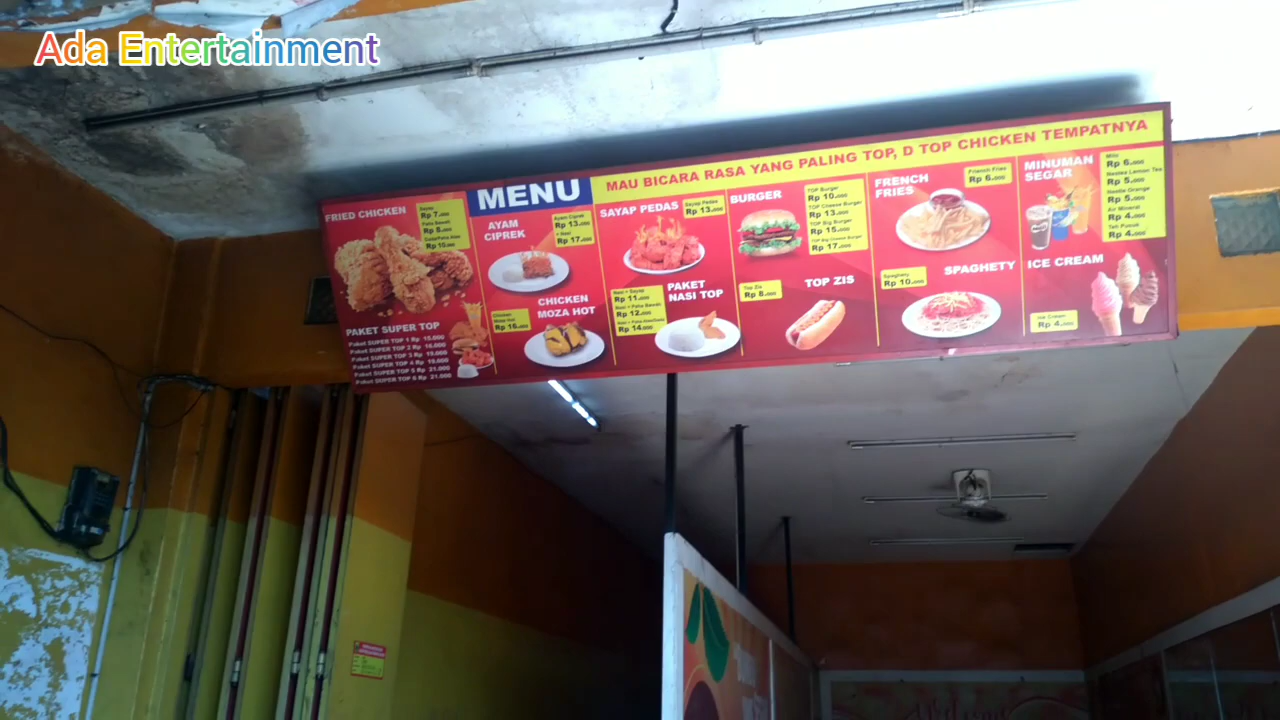 Ada Entertainment
MENU
MAU BICARA RASA YANG PALING TOP, D TOP CHICKEN TEMPATNYA
FRIED CHICKEN
Sayap
Rp 7.000
Paha Bawah
Rp 8.000
Rp 10.000
PAKET SUPER TOP
Paket SUPER TOP 1 Rp 15.000
Paket SUPER TOP 2 Rp 16.000
Paket SUPER TOP 3 Rp 19.000
Paket SUPER TOP 4 Rp 19.000
Paket SUPER TOP 5 Rp 21.000
Paket SUPER TOP 6 Rp 21.000
AYAM
CIPREK
Ayam Ciprek
Rp 13.000
+ Nasi
Rp 17.000
CHICKEN
MOZA HOT
Chicken
Moza Hot
Rp 16.000
SAYAP PEDAS
Sayap Pedas
Rp 13.000
PAKET
NASI TOP
Nasi + Sayap
Rp 11.000
Nasi + Paha Bawah
Rp 12.000
Rp 14.000
BURGER
TOP Burger
Rp 10.000
TOP Cheese Burger
Rp 13.000
TOP Big Burger
Rp 15.000
TOP Big Cheese Burger
Rp 17.000
TOP ZIS
Top Zis
Rp 8.000
FRENCH
FRIES
Friench Fries
Rp 6.000
SPAGHETY
Spaghety
Rp 10.000
MINUMAN
SEGAR
Milo
Rp 6.000
Nestea Lemon Tea
Rp 5.000
Nestle Orange
Rp 5.000
Air Mineral
Rp 4.000
Teh Pucuk
Rp 4.000
ICE CREAM
Ice Cream
Rp 4.000